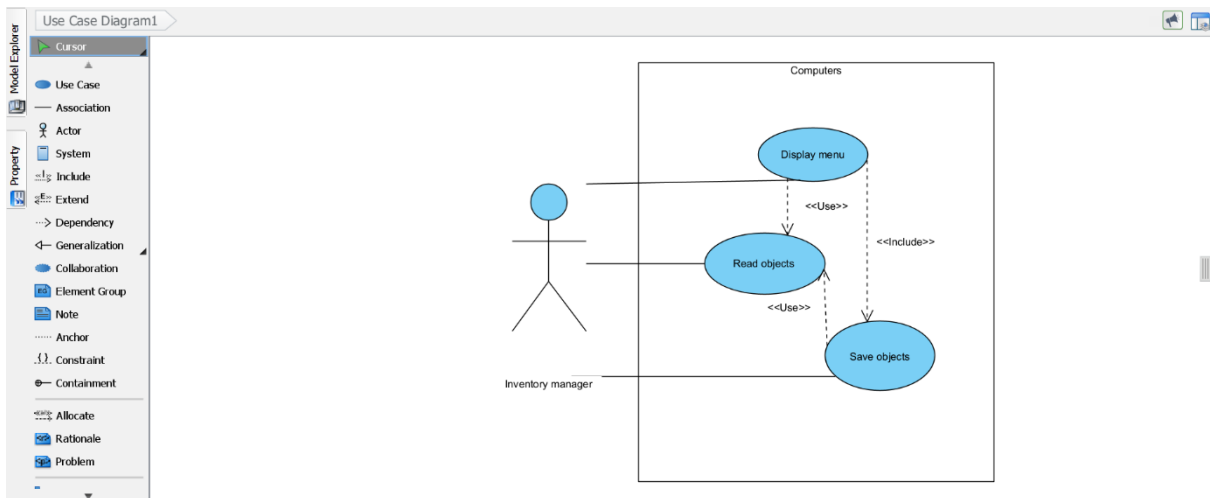 Use Case Diagram1
Model Explorer
Property
Cursor
Use Case
Association
Actor
System
Include
Extend
Dependency
Generalization
Collaboration
Element Group
Note
Anchor
Constraint
Containment
Allocate
Rationale
Problem
Computers
Display menu
<<Use>>
<<Include>>
Read objects
<<Use>>
Save objects
Inventory manager